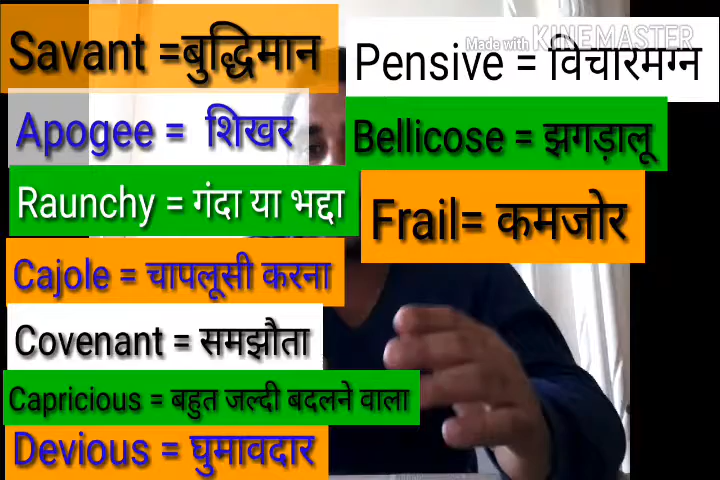 Savant =बुद्धिमान
Apogee = शिखर
Raunchy = गंदा या भद्दा
Cajole = चापलूसी करना
Covenant = समझौता
Capricious = बहुत जल्दी बदलने वाला
Devious = घुमावदार
Made with KINEMASTER
Pensive = विचारमग्न
Bellicose = झगड़ालू
Frail= कमजोर